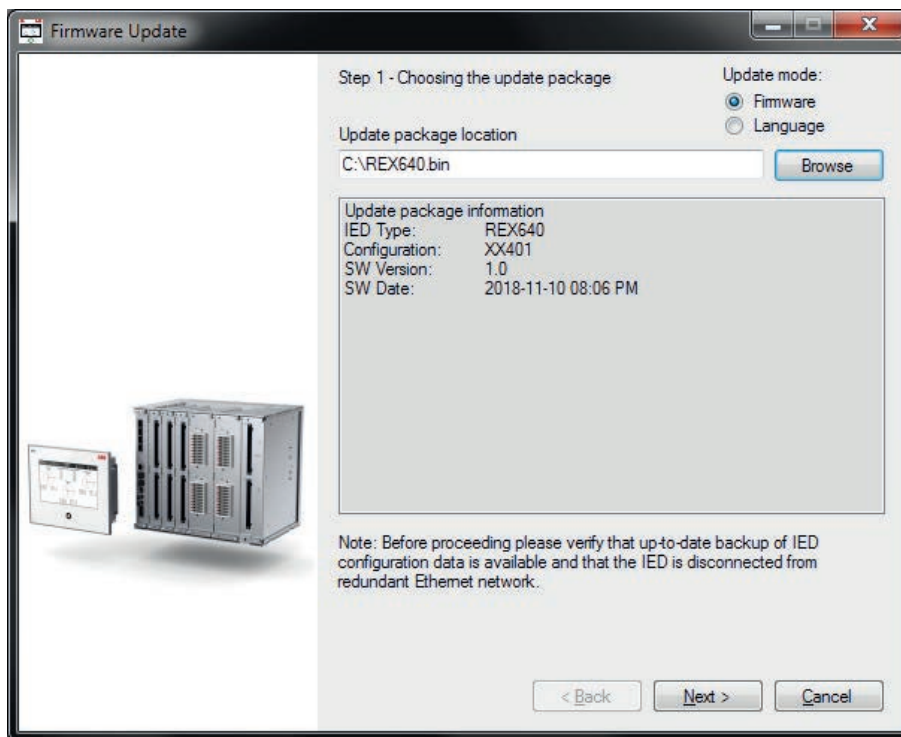 Firmware Update
Step 1 - Choosing the update package
Update mode:
Firmware
Language
Update package location
C:\REX640.bin
Browse
Update package information
IED Type: REX640
Configuration: XX401
SW Version: 1.0
SW Date: 2018-11-10 08:06 PM
Note: Before proceeding please verify that up-to-date backup of IED
configuration data is available and that the IED is disconnected from
redundant Ethernet network.
< Back
Next >
Cancel